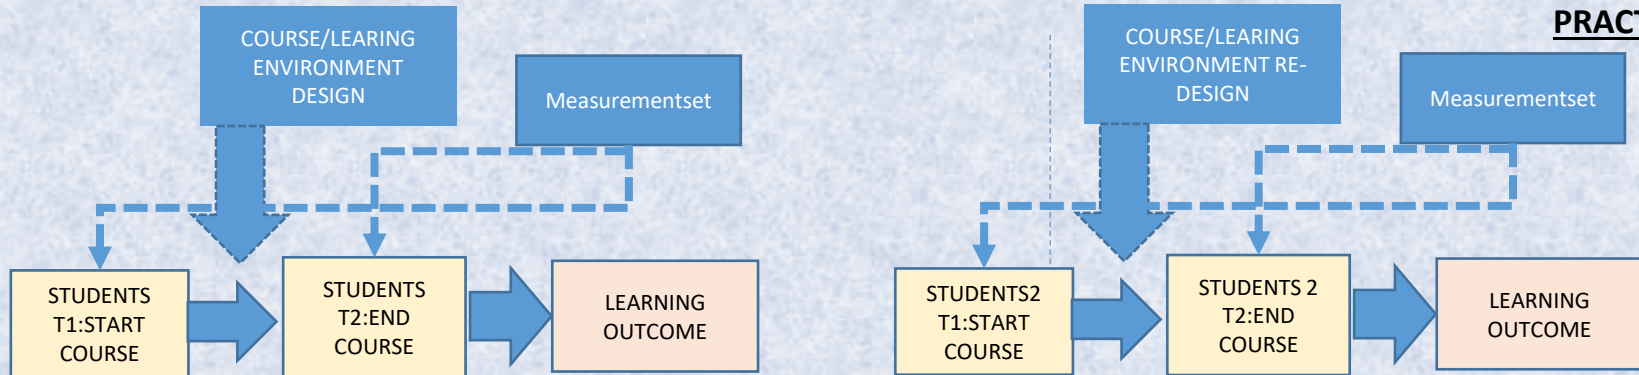 COURSE/LEARING
ENVIRONMENT
DESIGN
Measurementset
STUDENTS
T1:START
COURSE
STUDENTS
T2:END
COURSE
LEARNING
OUTCOME
PRACT
COURSE/LEARING
ENVIRONMENT RE-
DESIGN
Measurementset
STUDENTS2
T1:START
COURSE
STUDENTS 2
T2:END
COURSE
LEARNING
OUTCOME